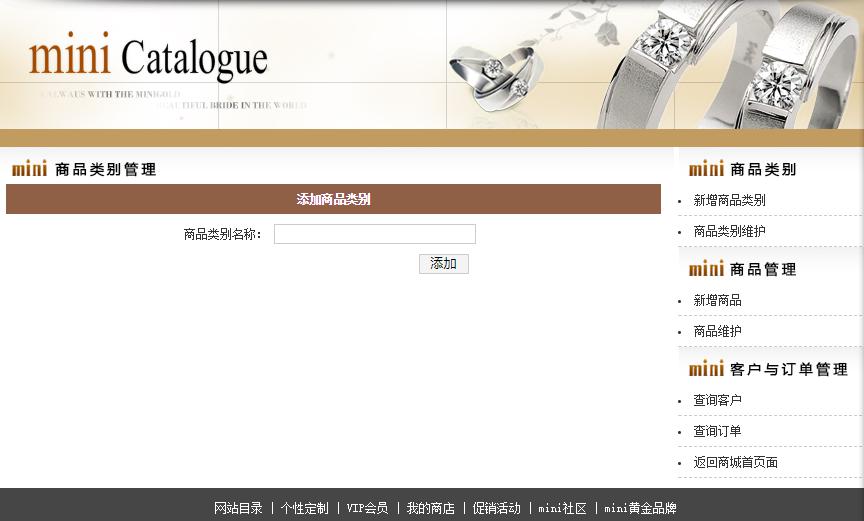 mini Catalogue
ALWAUS WITH THE MINIGOLD
BEAUTIFUL BRIDE IN THE WORLD
mini 商品类别管理
添加商品类别
商品类别名称：
添加
mini 商品类别
新增商品类别
商品类别维护
mini 商品管理
新增商品
商品维护
mini 客户与订单管理
查询客户
查询订单
返回商城首页面
网站目录 | 个性定制 | VIP会员 | 我的商店 | 促销活动 | mini社区 | mini黄金品牌